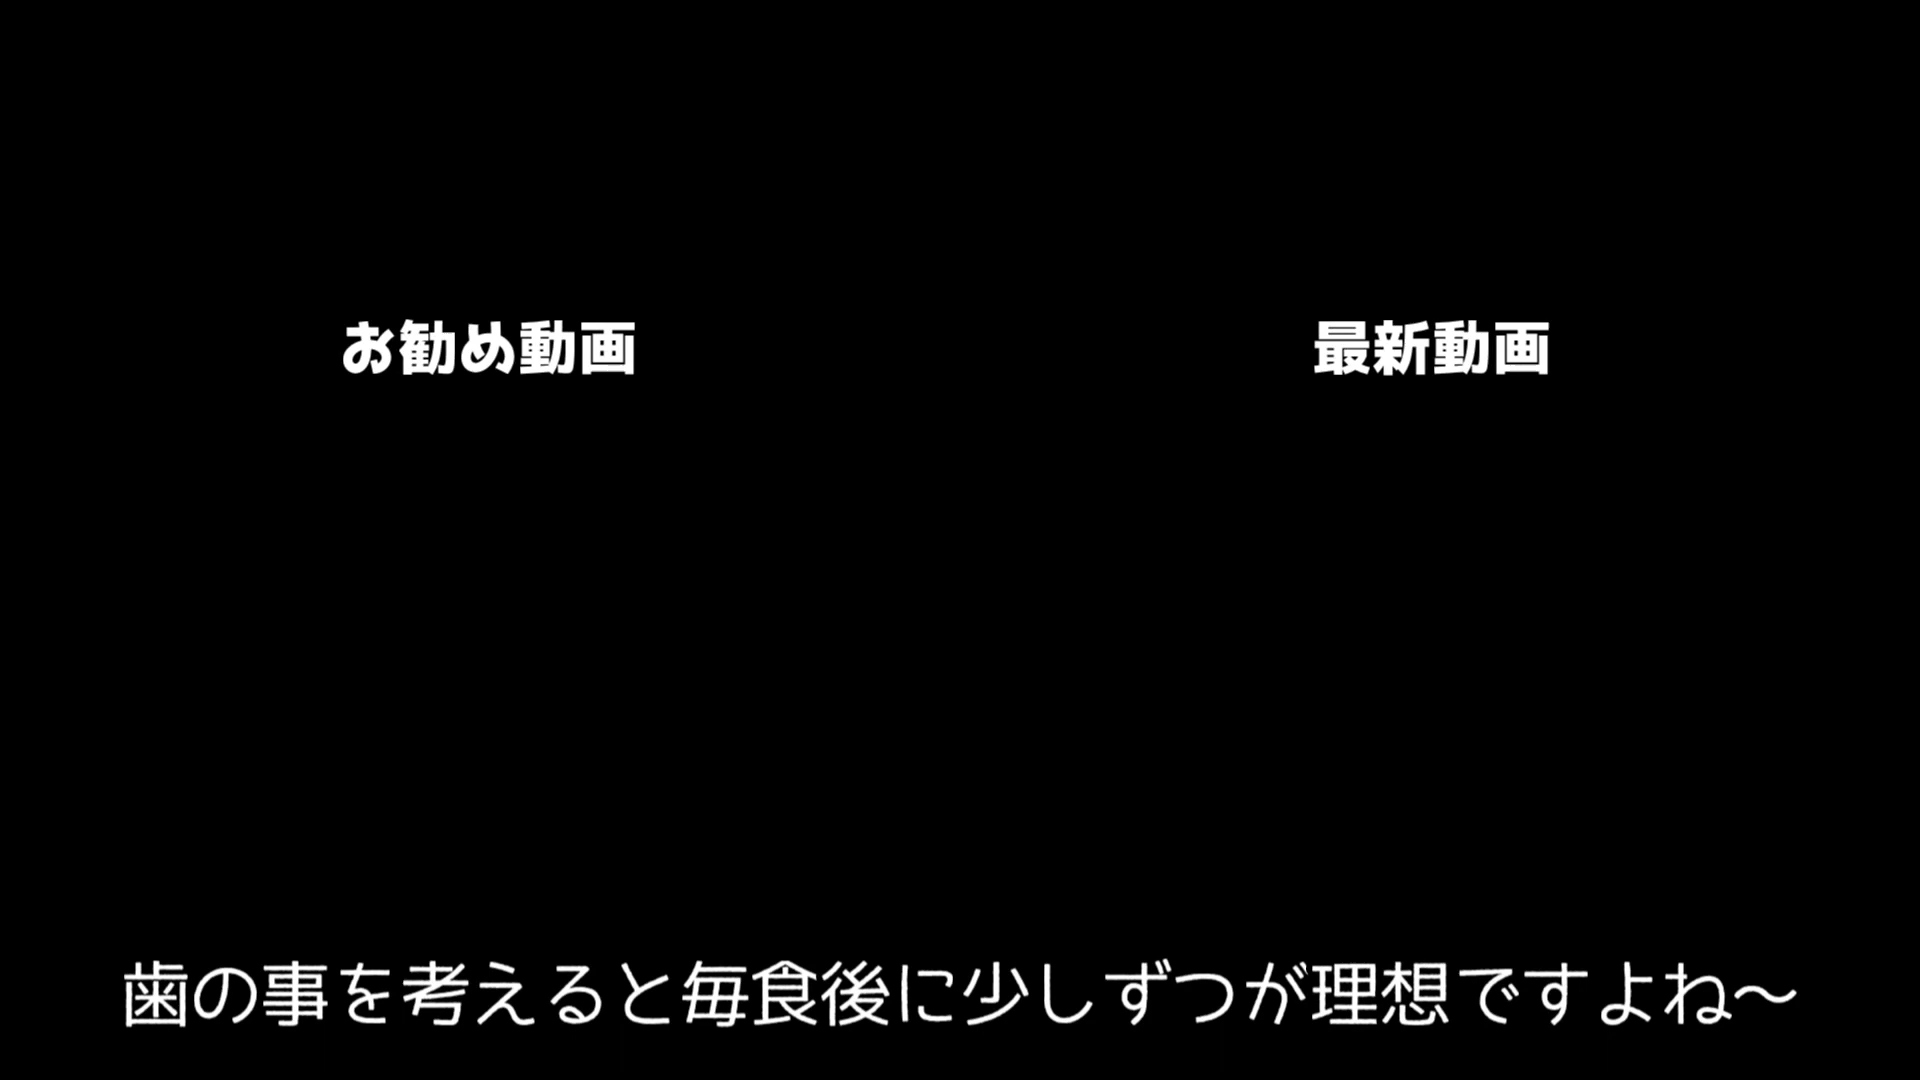 お勧め動画
最新動画
歯の事を考えると毎食後に少しずつが理想ですよね～